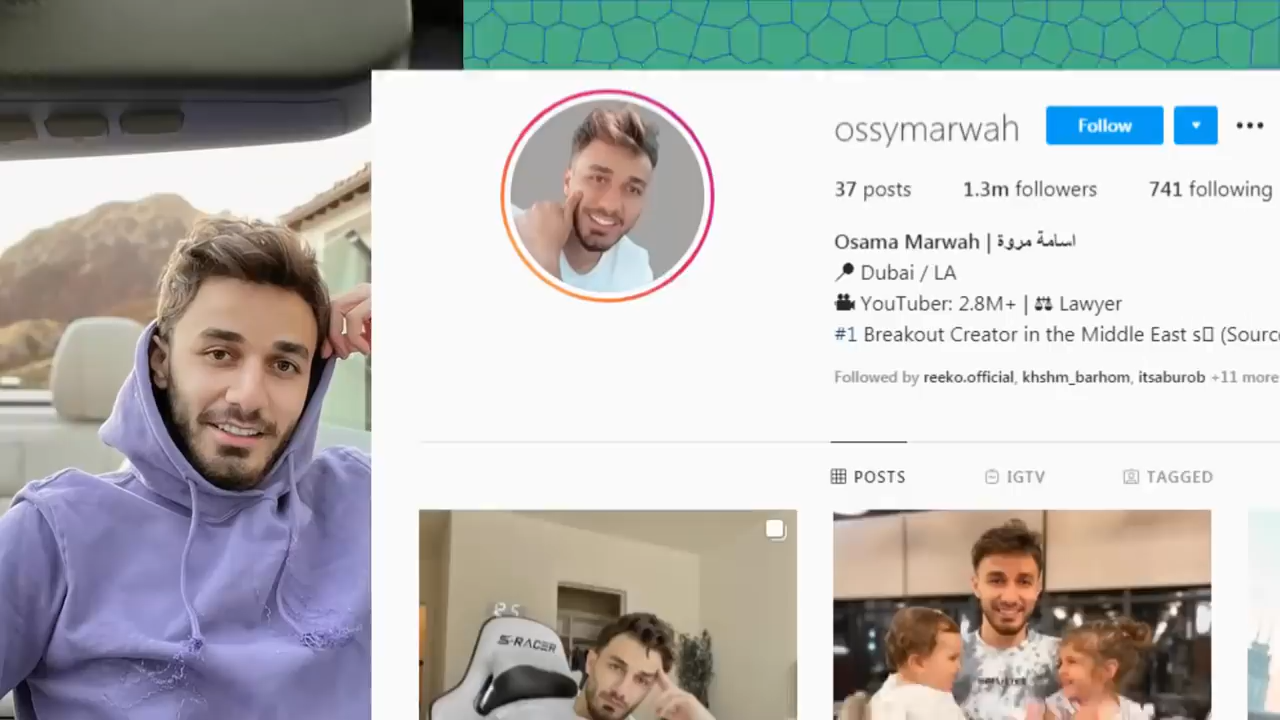 ossymarwah Follow
37 posts 1.3m followers 741 following
Osama Marwah | اسامة مروة
Dubai / LA
YouTuber: 2.8M+ | Lawyer
#1 Breakout Creator in the Middle East (Source
Followed by reeko.official, khshm_barhom, itsaburob +11 more
POSTS IGTV TAGGED
S-RACER